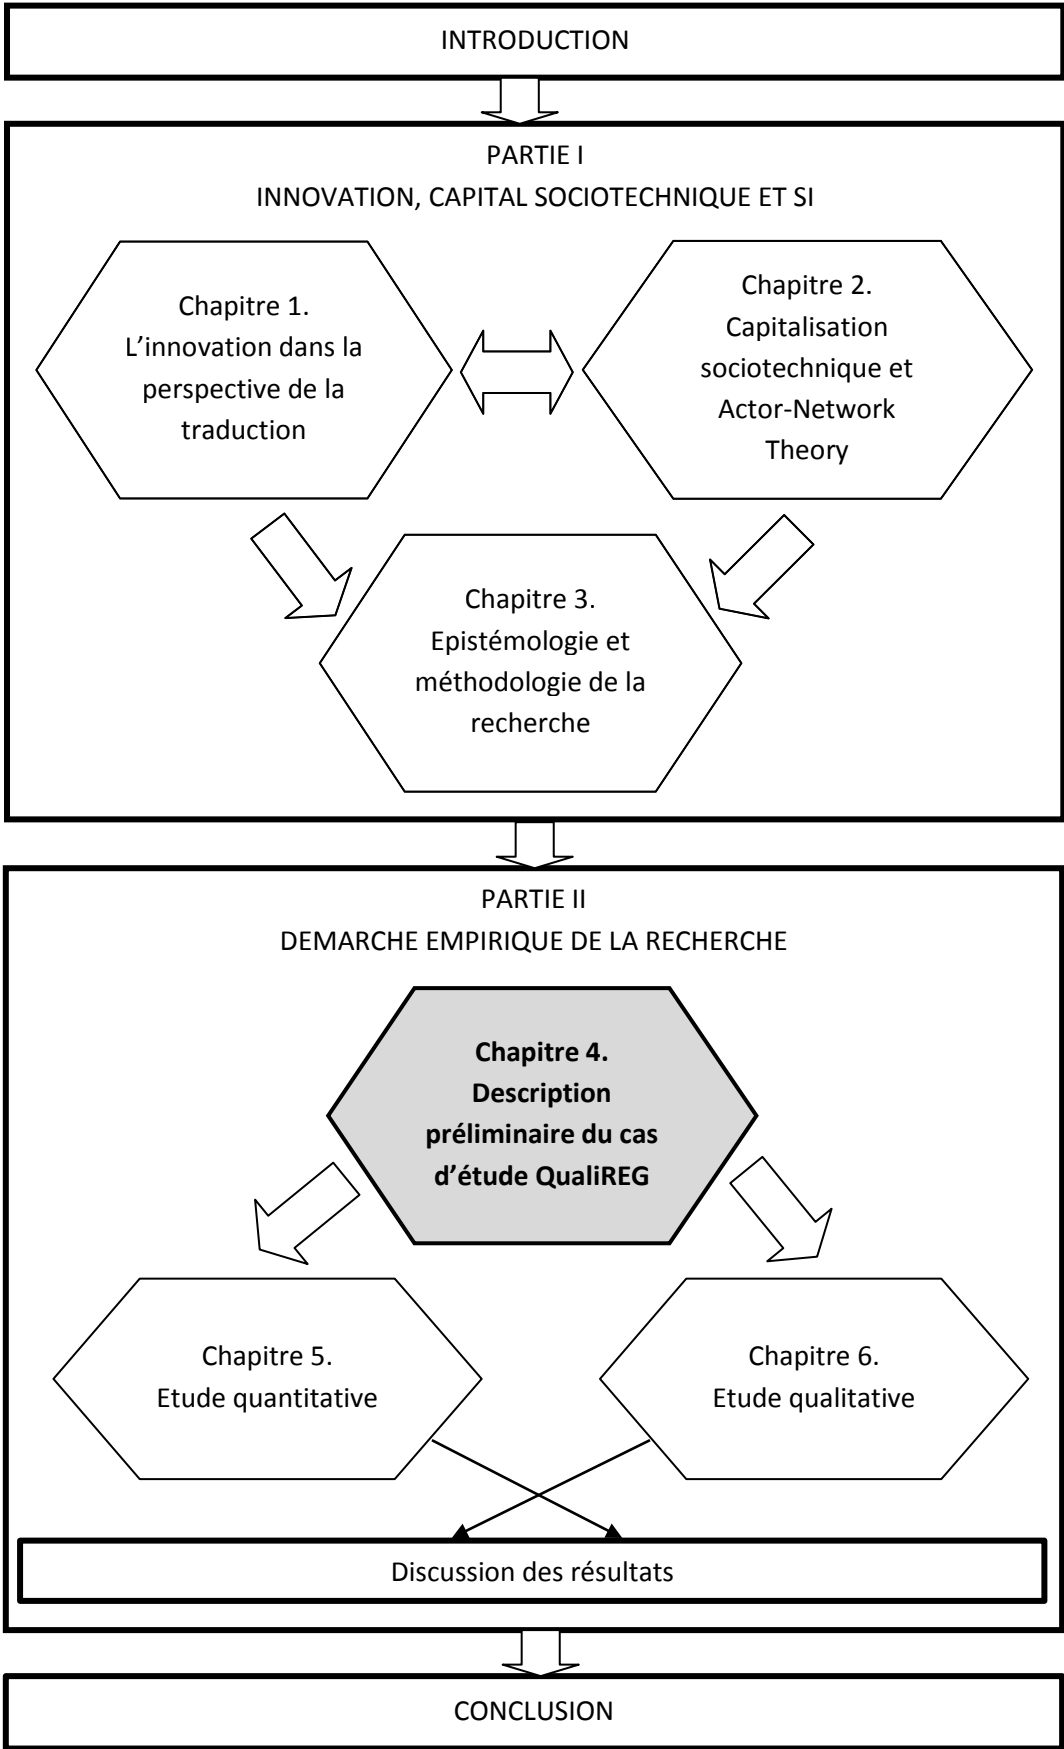 INTRODUCTION
PARTIE I
INNOVATION, CAPITAL SOCIOTECHNIQUE ET SI
Chapitre 1.
L’innovation dans la
perspective de la
traduction
Chapitre 2.
Capitalisation
sociotechnique et
Actor-Network
Theory
Chapitre 3.
Epistémologie et
méthodologie de la
recherche
PARTIE II
DEMARCHE EMPIRIQUE DE LA RECHERCHE
Chapitre 4.
Description
préliminaire du cas
d’étude QualiREG
Chapitre 5.
Etude quantitative
Chapitre 6.
Etude qualitative
Discussion des résultats
CONCLUSION